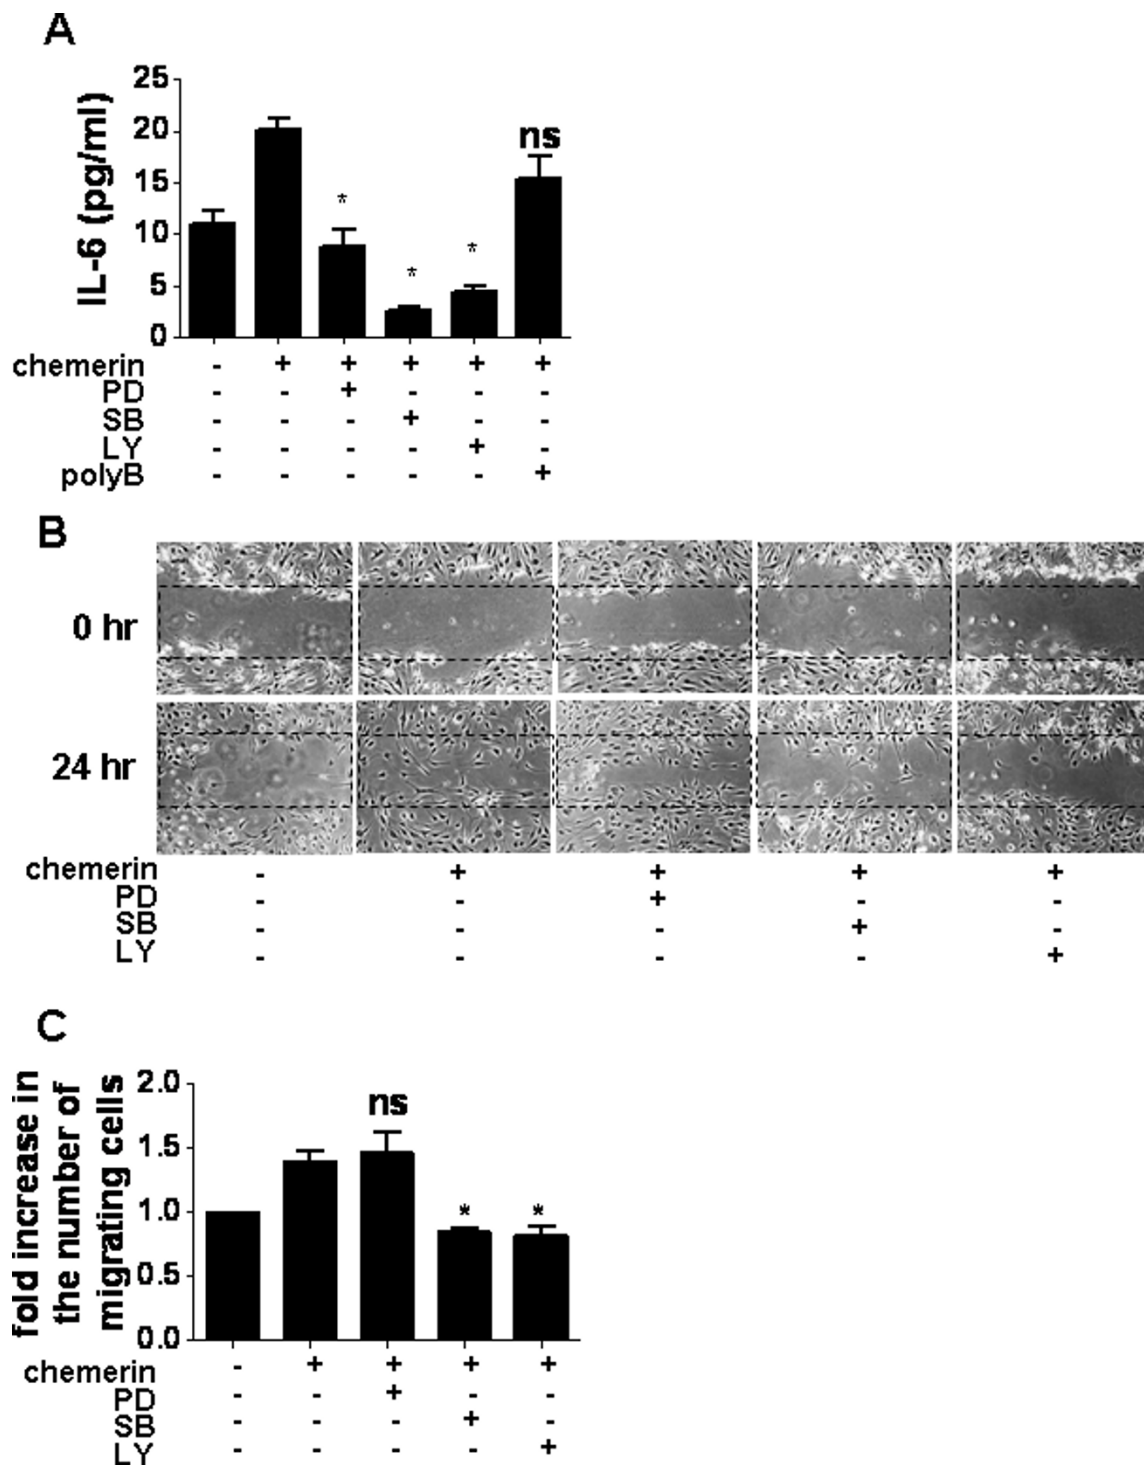 A
IL-6 (pg/ml)
25
20
15
10
5
0
* * * ns
chemerin - + + + + +
PD - - + - - -
SB - - - + - -
LY - - - - + -
polyB - - - - - +
B
0 hr
24 hr
chemerin - + + + +
PD - - + - -
SB - - - + -
LY - - - - +
C
fold increase in
the number of
migrating cells
2.0
1.5
1.0
0.5
0.0
ns * *
chemerin - + + + +
PD - - + - -
SB - - - + -
LY - - - - +